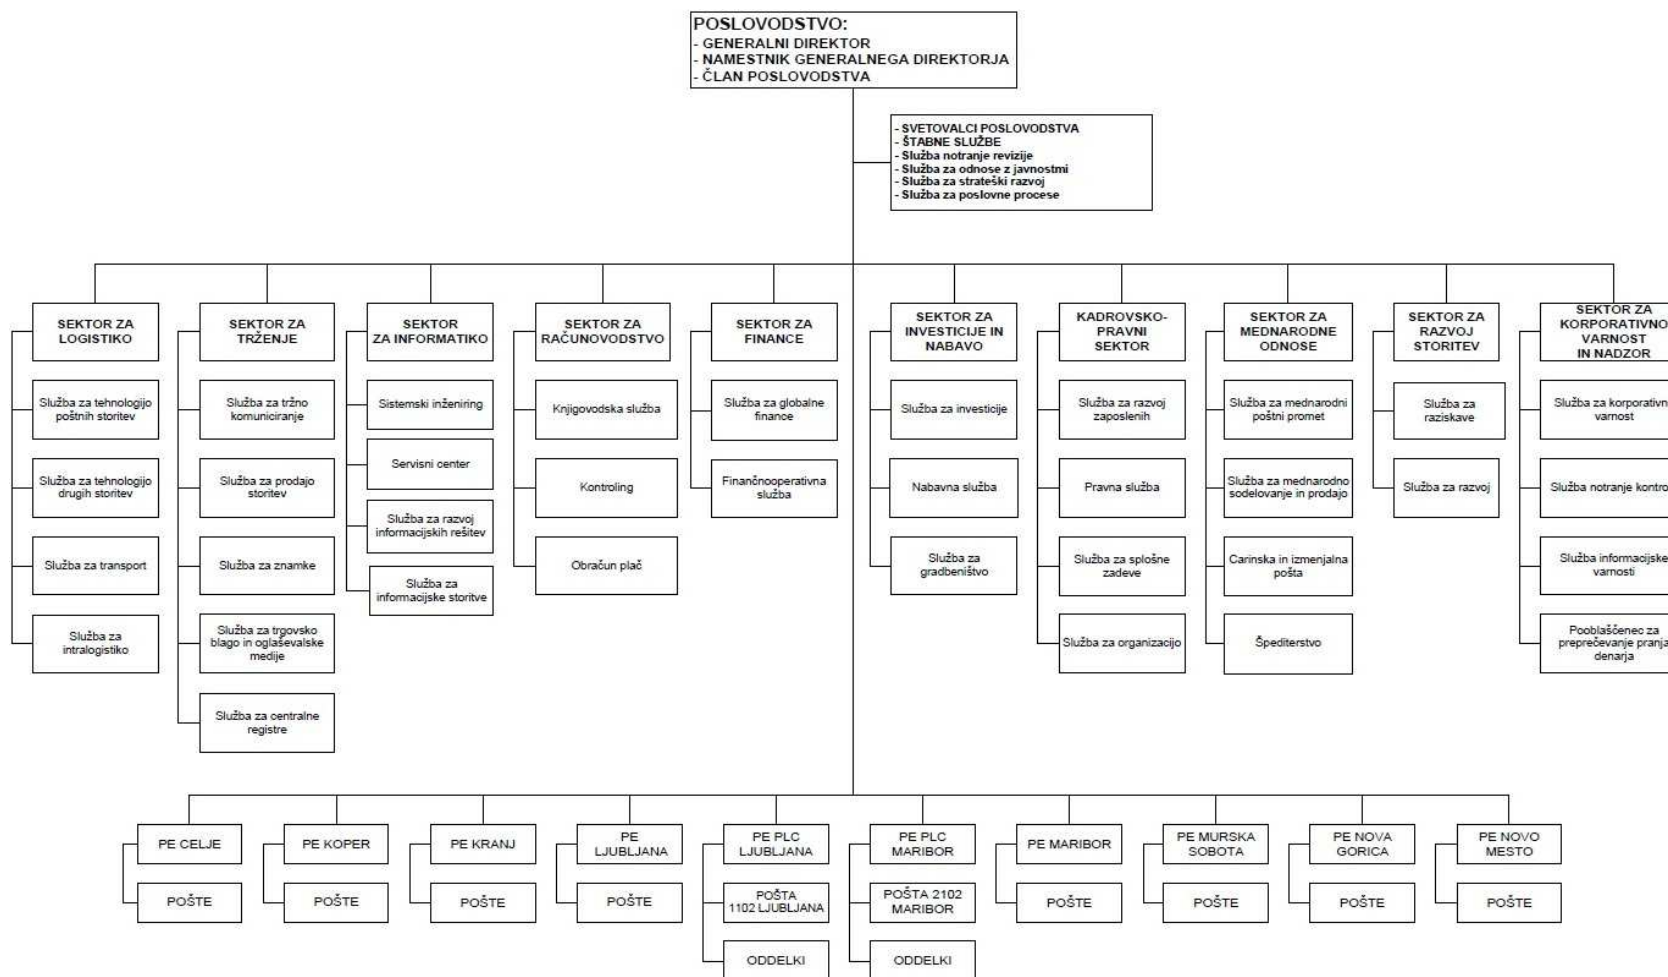 POSLOVODSTVO:
- GENERALNI DIREKTOR
- NAMESTNIK GENERALNEGA DIREKTORJA
- ČLAN POSLOVODSTVA
- SVETOVALCI POSLOVODSTVA
- ŠTABNE SLUŽBE
- Služba notranje revizije
- Služba za odnose z javnostmi
- Služba za strateški razvoj
- Služba za poslovne procese
SEKTOR ZA
LOGISTIKO
Služba za tehnologijo
poštnih storitev
Služba za tehnologijo
drugih storitev
Služba za transport
Služba za
intralogistiko
SEKTOR ZA
TRŽENJE
Služba za tržno
komuniciranje
Služba za prodajo
storitev
Služba za znamke
Služba za trgovsko
blago in oglaševalske
medije
Služba za centralne
registre
SEKTOR
ZA INFORMATIKO
Sistemski inženiring
Servisni center
Služba za razvoj
informacijskih rešitev
Služba za
informacijske storitve
SEKTOR ZA
RAČUNOVODSTVO
Knjigovodska služba
Kontroling
Obračun plač
SEKTOR ZA
FINANCE
Služba za globalne
finance
Finančnooperativna
služba
SEKTOR ZA
INVESTICIJE IN
NABAVO
Služba za investicije
Nabavna služba
Služba za
gradbeništvo
KADROVSKO-
PRAVNI
SEKTOR
Služba za razvoj
zaposlenih
Pravna služba
Služba za splošne
zadeve
Služba za organizacijo
SEKTOR ZA
MEDNARODNE
ODNOSE
Služba za mednarodni
poštni promet
Služba za mednarodno
sodelovanje in prodajo
Carinska in izmenjalna
pošta
Špediterstvo
SEKTOR ZA
RAZVOJ
STORITEV
Služba za
raziskave
Služba za razvoj
SEKTOR ZA
KORPORATIVNO
VARNOST
IN NADZOR
Služba za korporativn
varnost
Služba notranje kontro
Služba informacijske
varnosti
Pooblaščenec za
preprečevanje pranja
denarja
PE CELJE
POŠTE
PE KOPER
POŠTE
PE KRANJ
POŠTE
PE
LJUBLJANA
POŠTE
PE PLC
LJUBLJANA
POŠTA
1102 LJUBLJANA
ODDELKI
PE PLC
MARIBOR
POŠTA 2102
MARIBOR
ODDELKI
PE MARIBOR
POŠTE
PE MURSKA
SOBOTA
POŠTE
PE NOVA
GORICA
POŠTE
PE NOVO
MESTO
POŠTE